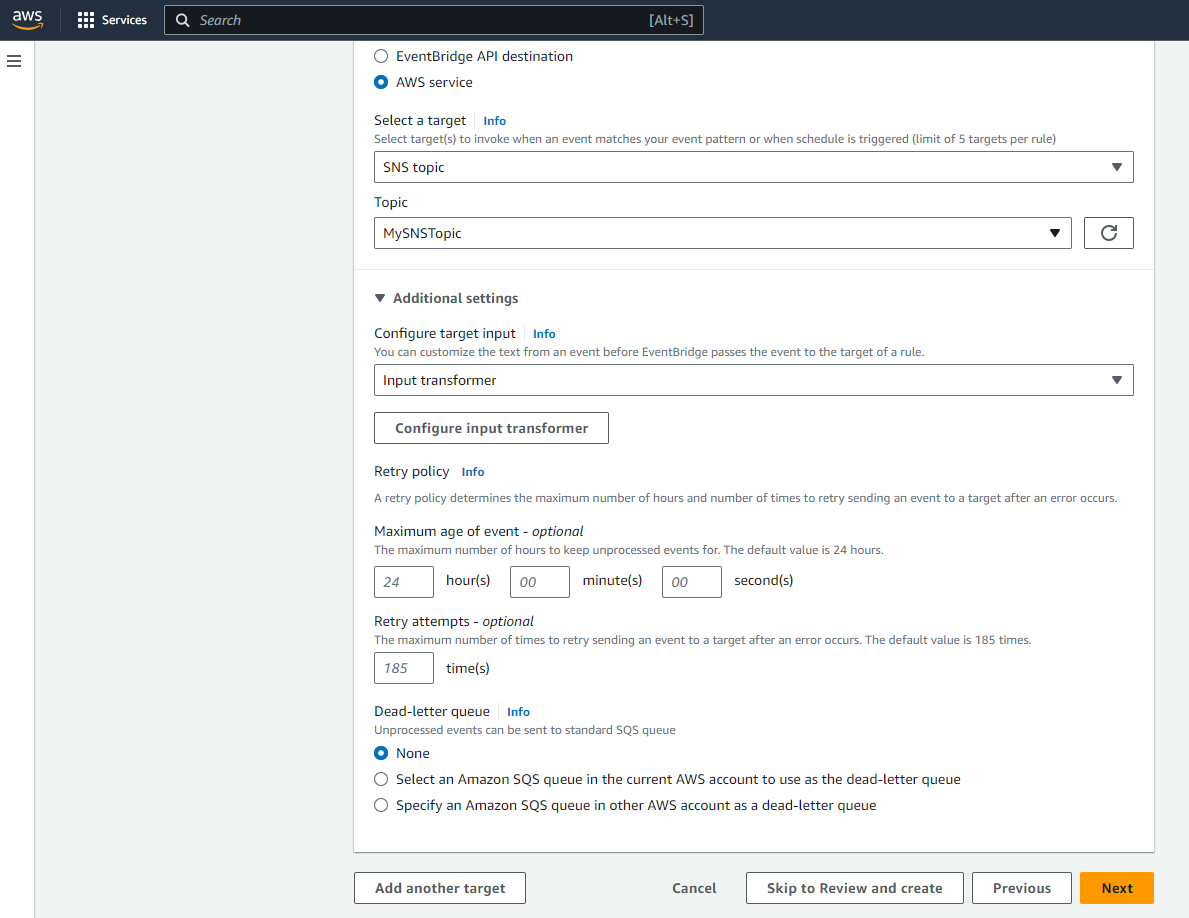 aws Services Search [Alt+S]
EventBridge API destination
AWS service
Select a target Info
Select target(s) to invoke when an event matches your event pattern or when schedule is triggered (limit of 5 targets per rule)
SNS topic
Topic
MySNSTopic
Additional settings
Configure target input Info
You can customize the text from an event before EventBridge passes the event to the target of a rule.
Input transformer
Configure input transformer
Retry policy Info
A retry policy determines the maximum number of hours and number of times to retry sending an event to a target after an error occurs.
Maximum age of event - optional
The maximum number of hours to keep unprocessed events for. The default value is 24 hours.
24 hour(s) 00 minute(s) 00 second(s)
Retry attempts - optional
The maximum number of times to retry sending an event to a target after an error occurs. The default value is 185 times.
185 time(s)
Dead-letter queue Info
Unprocessed events can be sent to standard SQS queue
None
Select an Amazon SQS queue in the current AWS account to use as the dead-letter queue
Specify an Amazon SQS queue in other AWS account as a dead-letter queue
Add another target Cancel Skip to Review and create Previous Next